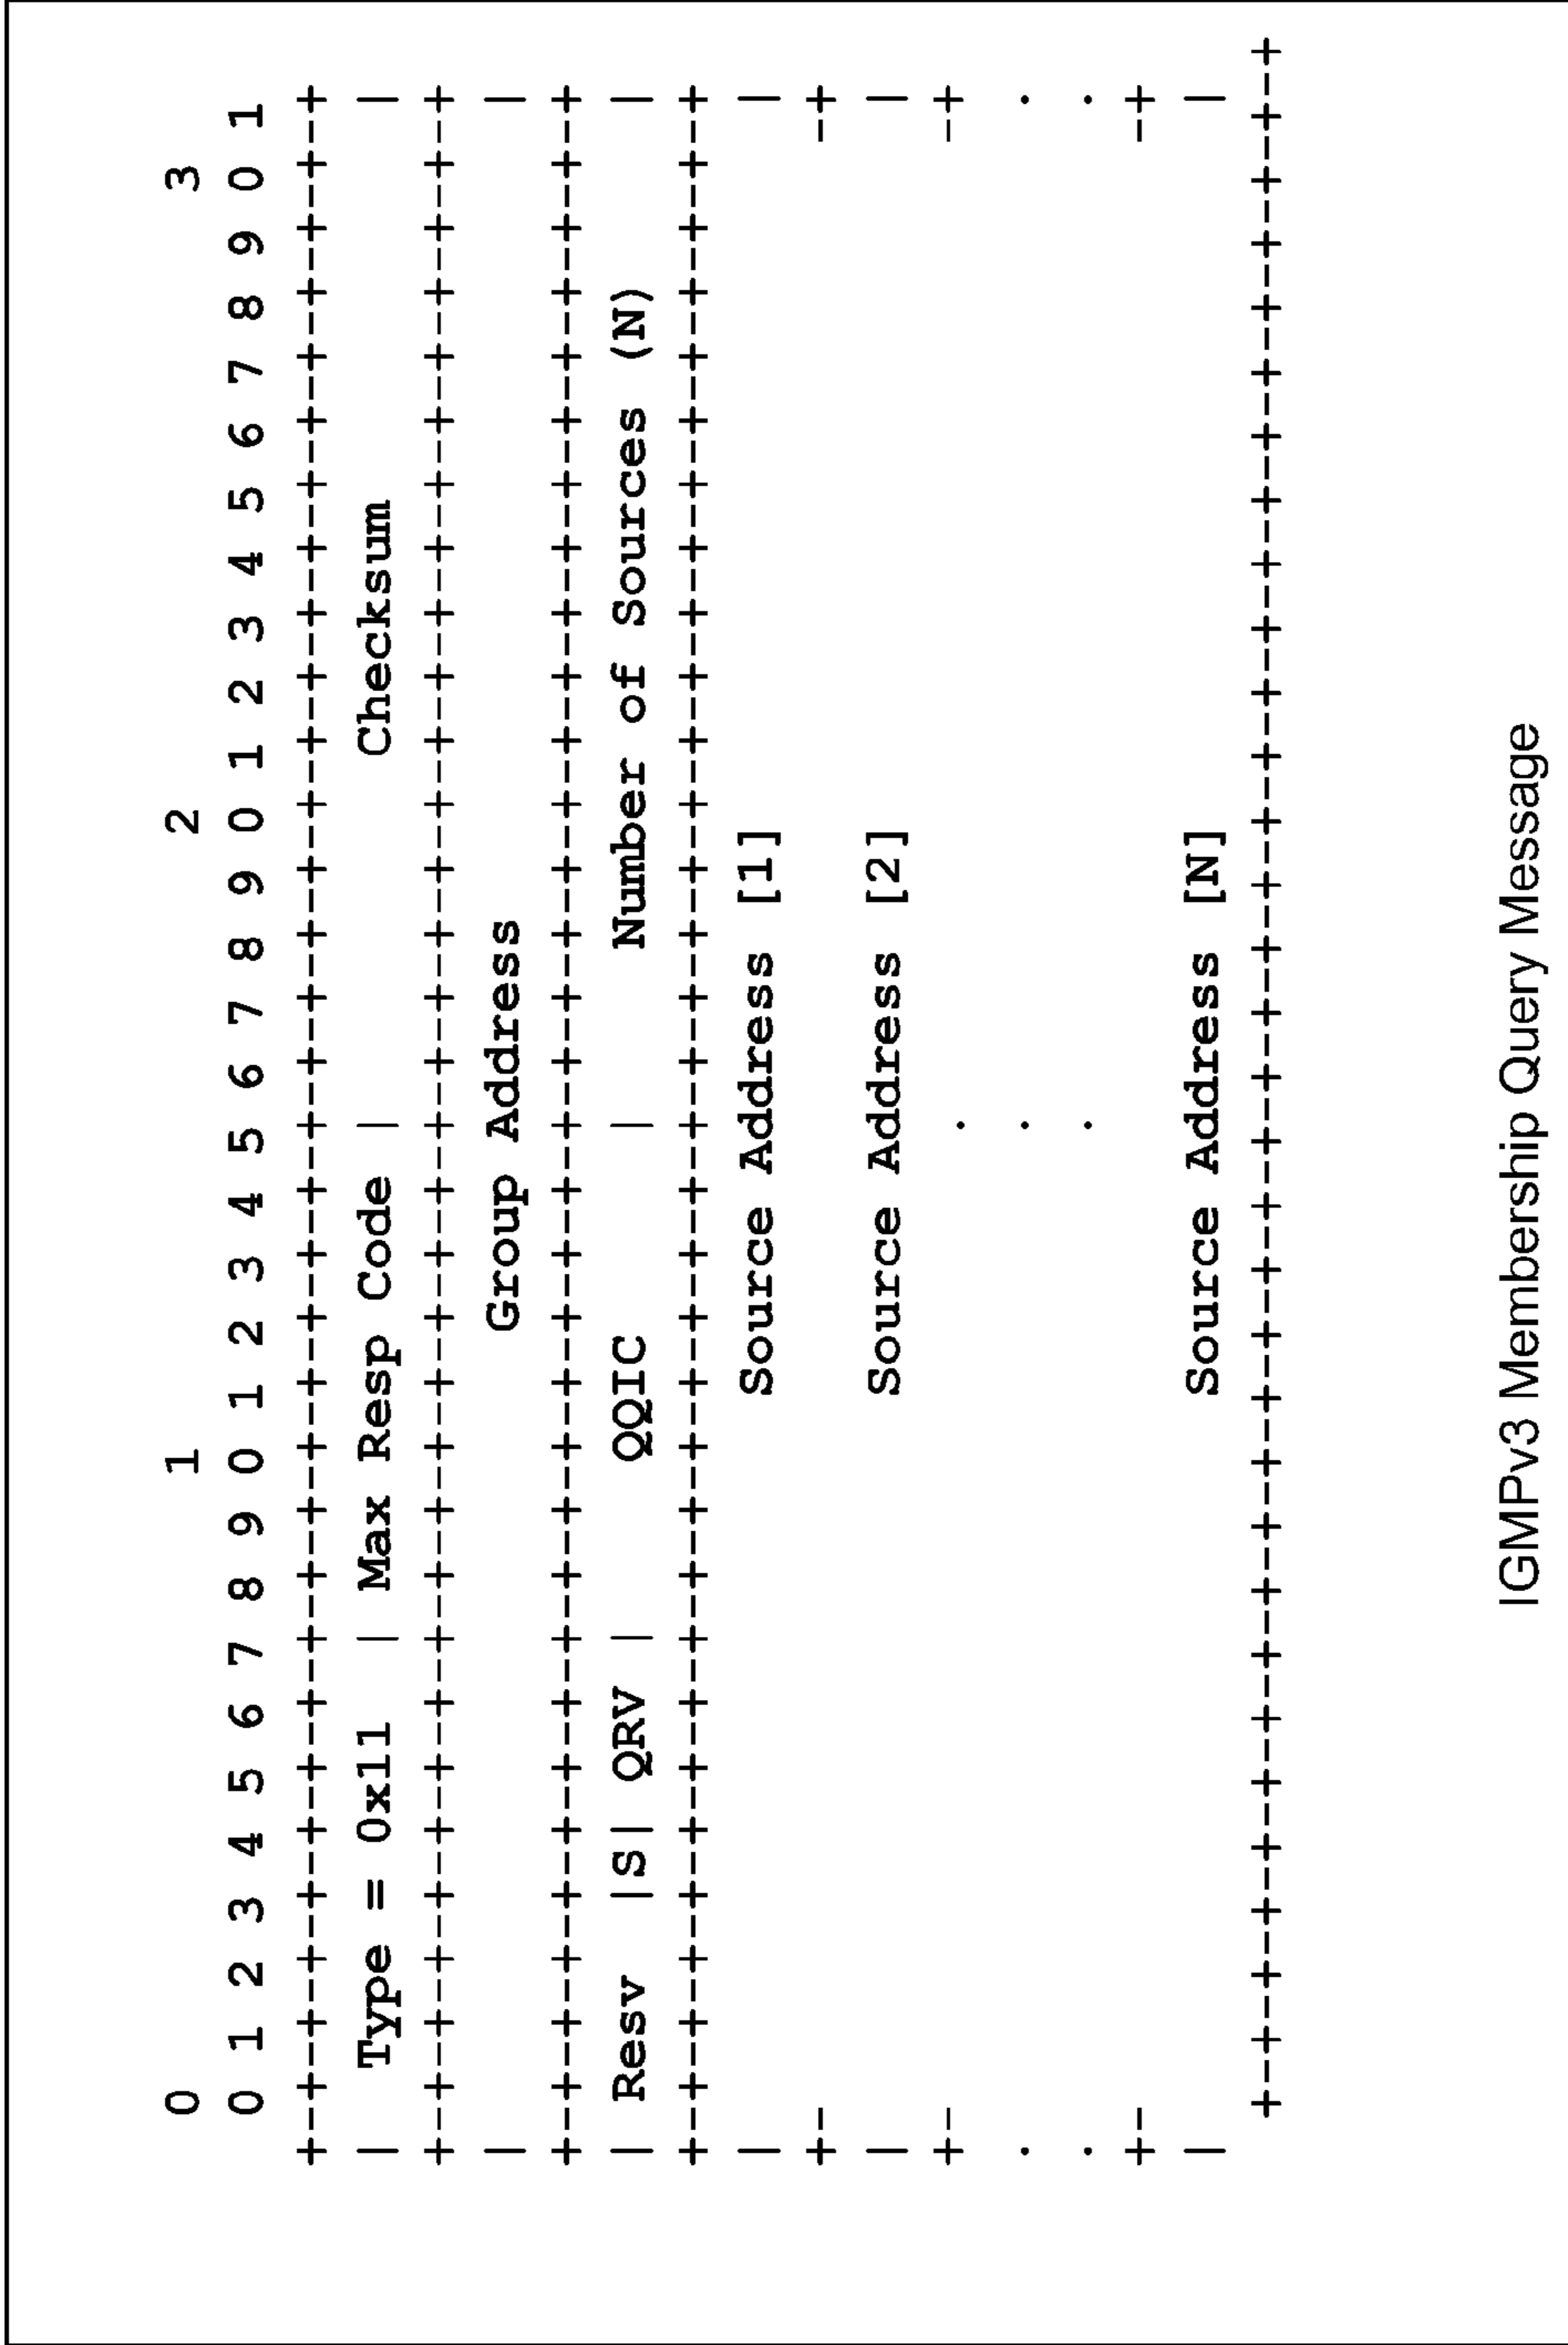 0                   1                   2                   3
0 1 2 3 4 5 6 7 8 9 0 1 2 3 4 5 6 7 8 9 0 1 2 3 4 5 6 7 8 9 0 1
+-+-+-+-+-+-+-+-+-+-+-+-+-+-+-+-+-+-+-+-+-+-+-+-+-+-+-+-+-+-+-+-+
|  Type = 0x11  | Max Resp Code |           Checksum            |
+-+-+-+-+-+-+-+-+-+-+-+-+-+-+-+-+-+-+-+-+-+-+-+-+-+-+-+-+-+-+-+-+
|                         Group Address                         |
+-+-+-+-+-+-+-+-+-+-+-+-+-+-+-+-+-+-+-+-+-+-+-+-+-+-+-+-+-+-+-+-+
| Resv  |S| QRV |     QQIC      |     Number of Sources (N)     |
+-+-+-+-+-+-+-+-+-+-+-+-+-+-+-+-+-+-+-+-+-+-+-+-+-+-+-+-+-+-+-+-+
|                       Source Address [1]                      |
+-                                                             -+
|                       Source Address [2]                      |
+-                              .                              -+
.                               .                               .
.                               .                               .
+-                                                             -+
|                       Source Address [N]                      |
+-+-+-+-+-+-+-+-+-+-+-+-+-+-+-+-+-+-+-+-+-+-+-+-+-+-+-+-+-+-+-+-+
IGMPv3 Membership Query Message